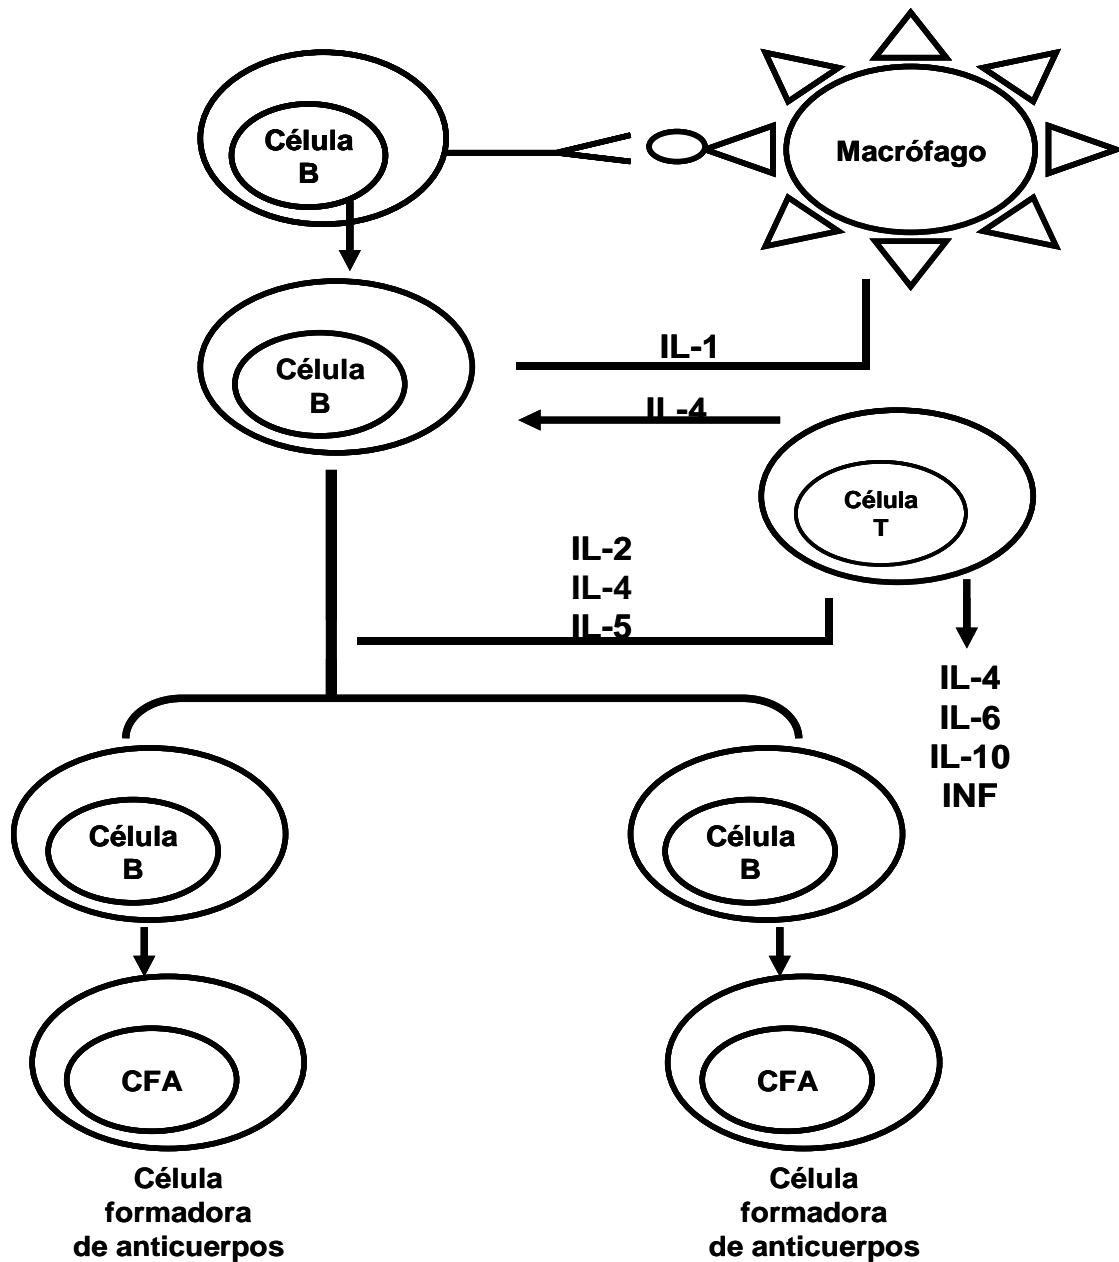 Célula
B
Macrófago
Célula
B
IL-1
IL-4
Célula
T
IL-2
IL-4
IL-5
IL-4
IL-6
IL-10
INF
Célula
B
Célula
B
CFA
CFA
Célula
formadora
de anticuerpos
Célula
formadora
de anticuerpos